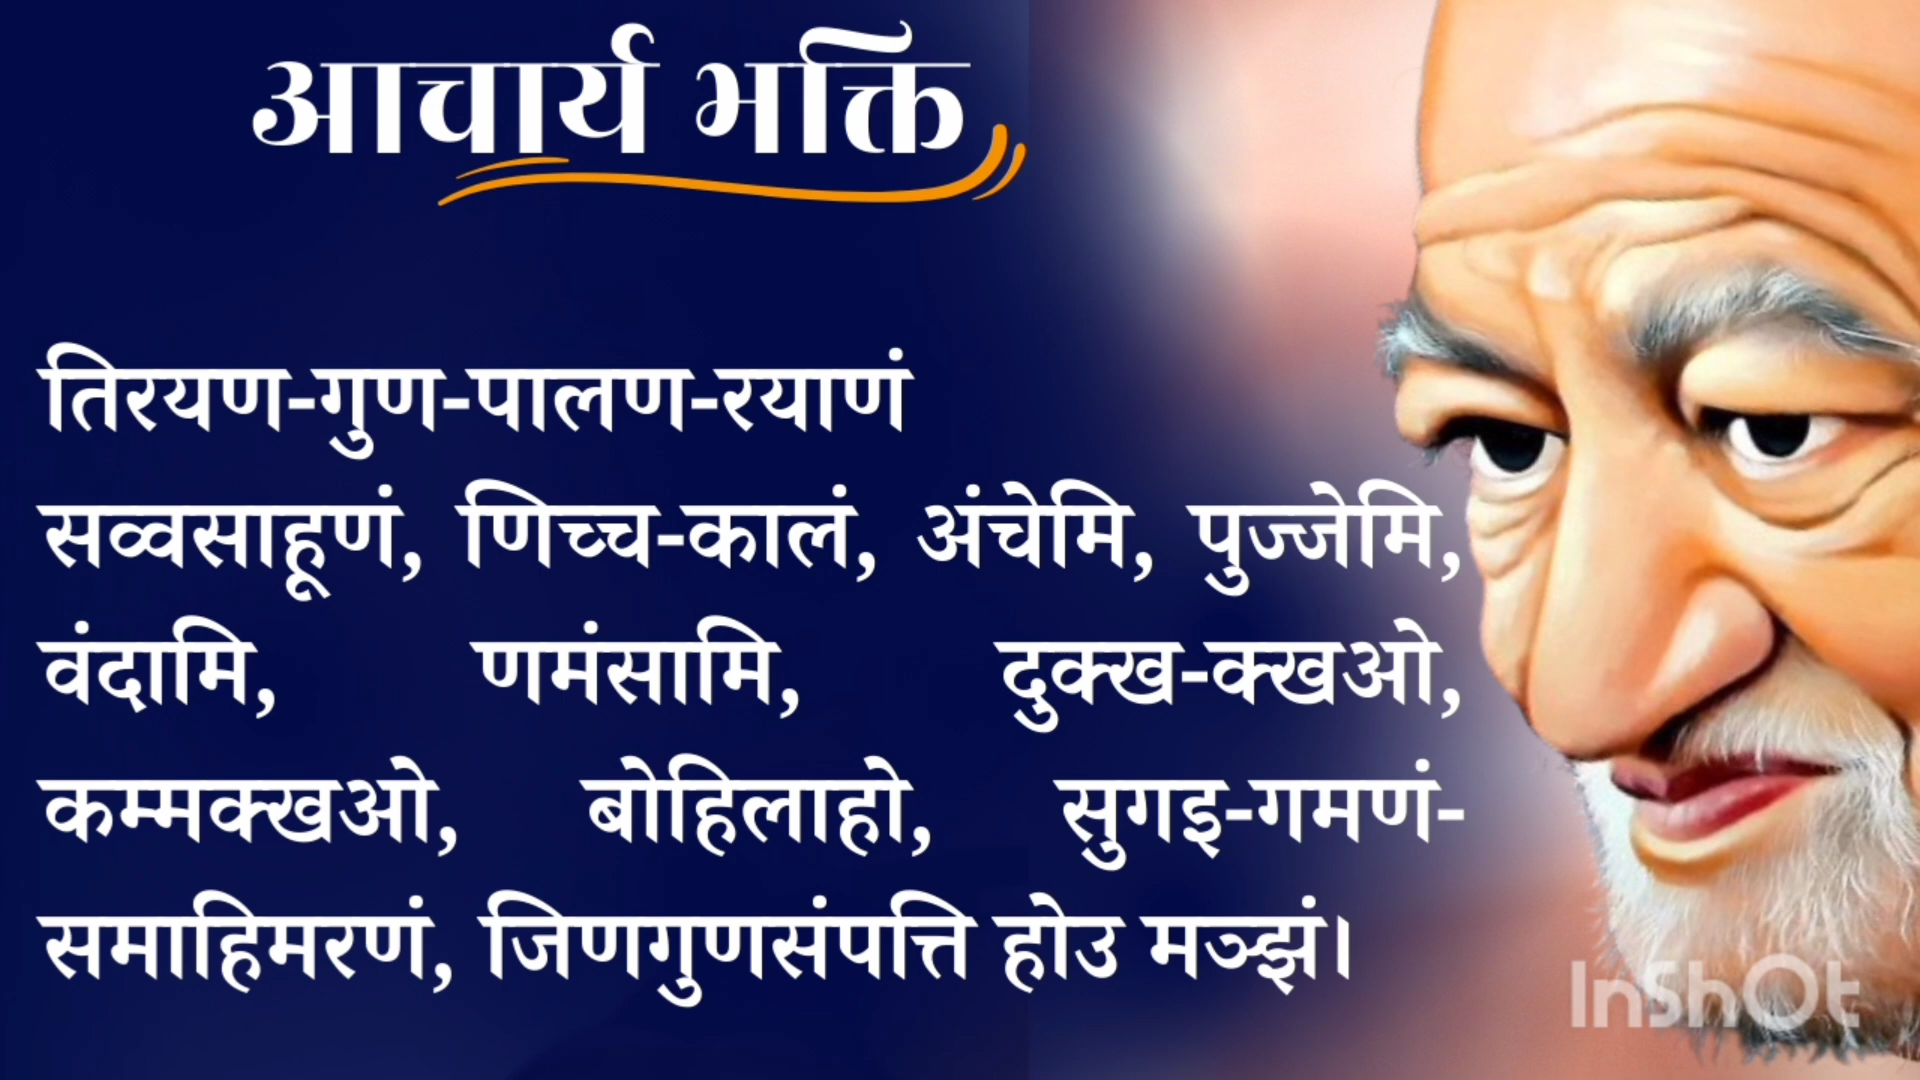 आचार्य भक्ति
तिरयण-गुण-पालण-रयाणं
सव्वसाहूणं, णिच्च-कालं, अंचेमि, पुज्जेमि,
वंदामि, णमंसामि, दुक्ख-क्खओ,
कम्मक्खओ, बोहिलाहो, सुगइ-गमणं-
समाहिमरणं, जिणगुणसंपत्ति होउ मज्झं।
InShOt